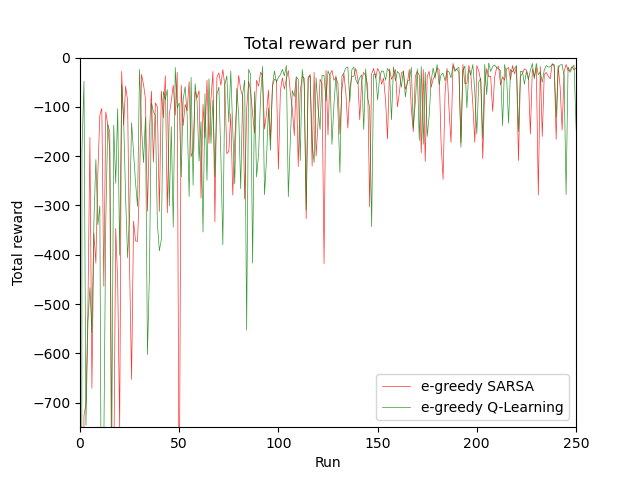 Total reward per run
Total reward
0
−100
−200
−300
−400
−500
−600
−700
e-greedy SARSA
e-greedy Q-Learning
0 50 100 150 200 250
Run